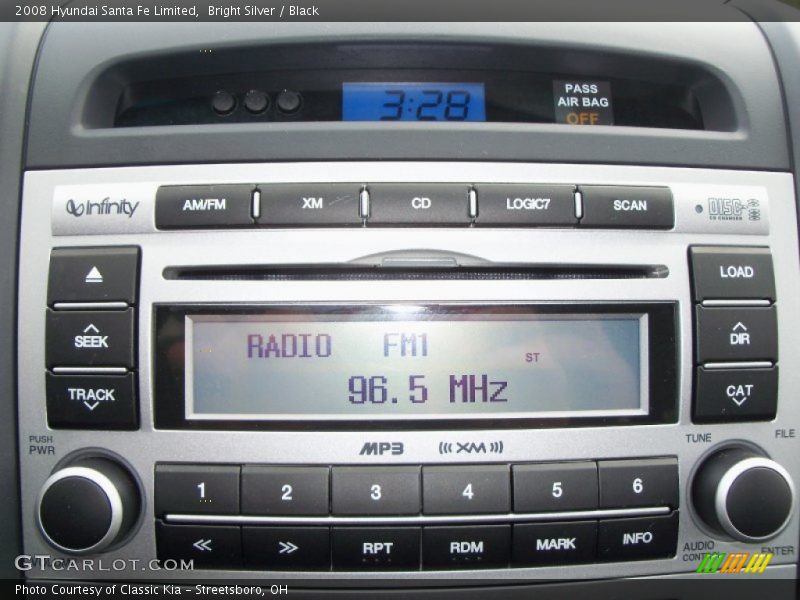 2008 Hyundai Santa Fe Limited,  Bright Silver / Black
3:28
PASS
AIR BAG
OFF
Infinity
AM/FM XM CD LOGIC7 SCAN
DISC
CD CHANGER
LOAD
SEEK
DIR
TRACK
CAT
RADIO FM1
ST
96.5 MHz
PUSH
PWR
MP3 ((( XM )))
TUNE FILE
1 2 3 4 5 6
<< >> RPT RDM MARK INFO
AUDIO
CONT
ENTER
GTCARLOT.COM
Photo Courtesy of Classic Kia – Streetsboro, OH